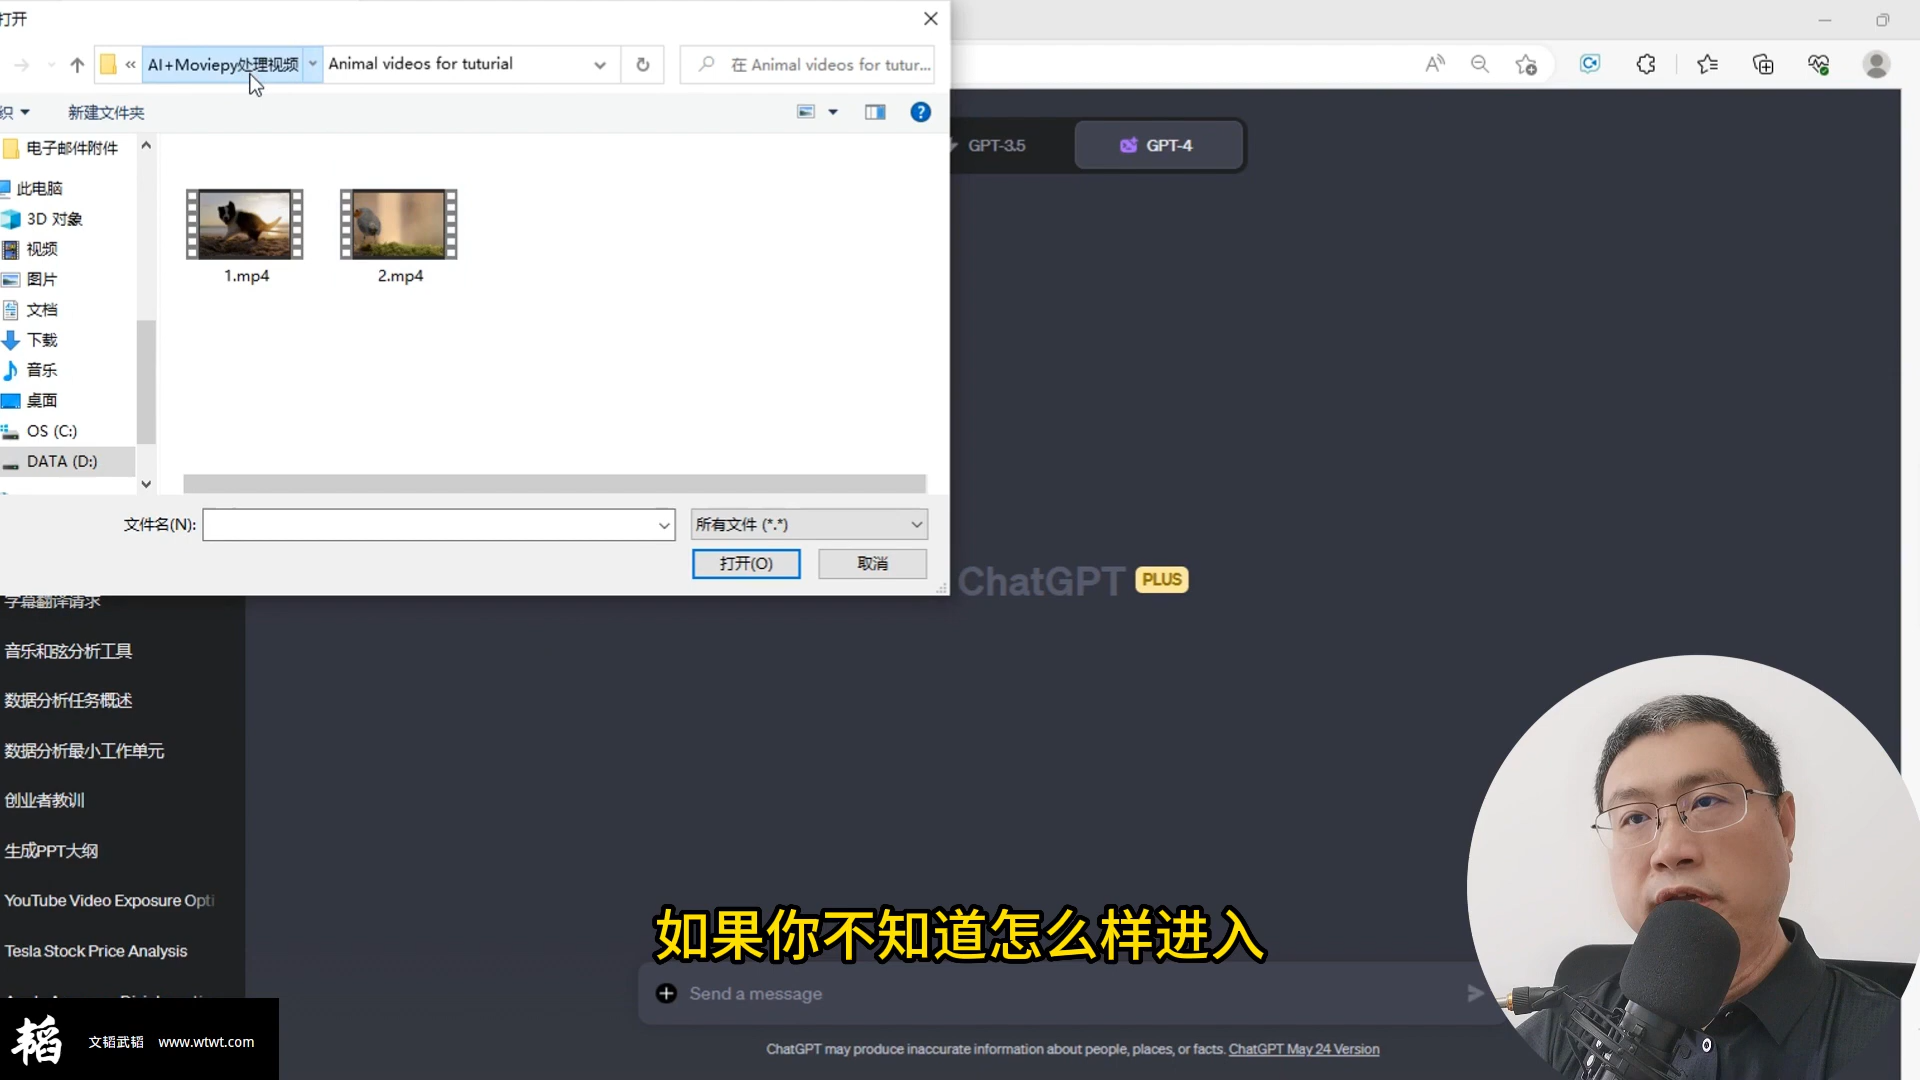 打开
« AI+Moviepy处理视频 Animal videos for tuturial
在 Animal videos for tutur...
织 新建文件夹
电子邮件附件
此电脑
3D 对象
视频
图片
文档
下载
音乐
桌面
OS (C:)
DATA (D:)
1.mp4
2.mp4
文件名(N):
所有文件 (*.*)
打开(O)
取消
GPT-3.5
GPT-4
ChatGPT PLUS
字幕翻译请求
音乐和弦分析工具
数据分析任务概述
数据分析最小工作单元
创业者教训
生成PPT大纲
YouTube Video Exposure Opti
Tesla Stock Price Analysis
如果你不知道怎么样进入
Send a message
ChatGPT may produce inaccurate information about people, places, or facts. ChatGPT May 24 Version
韬 文韬武韬 www.wtwt.com